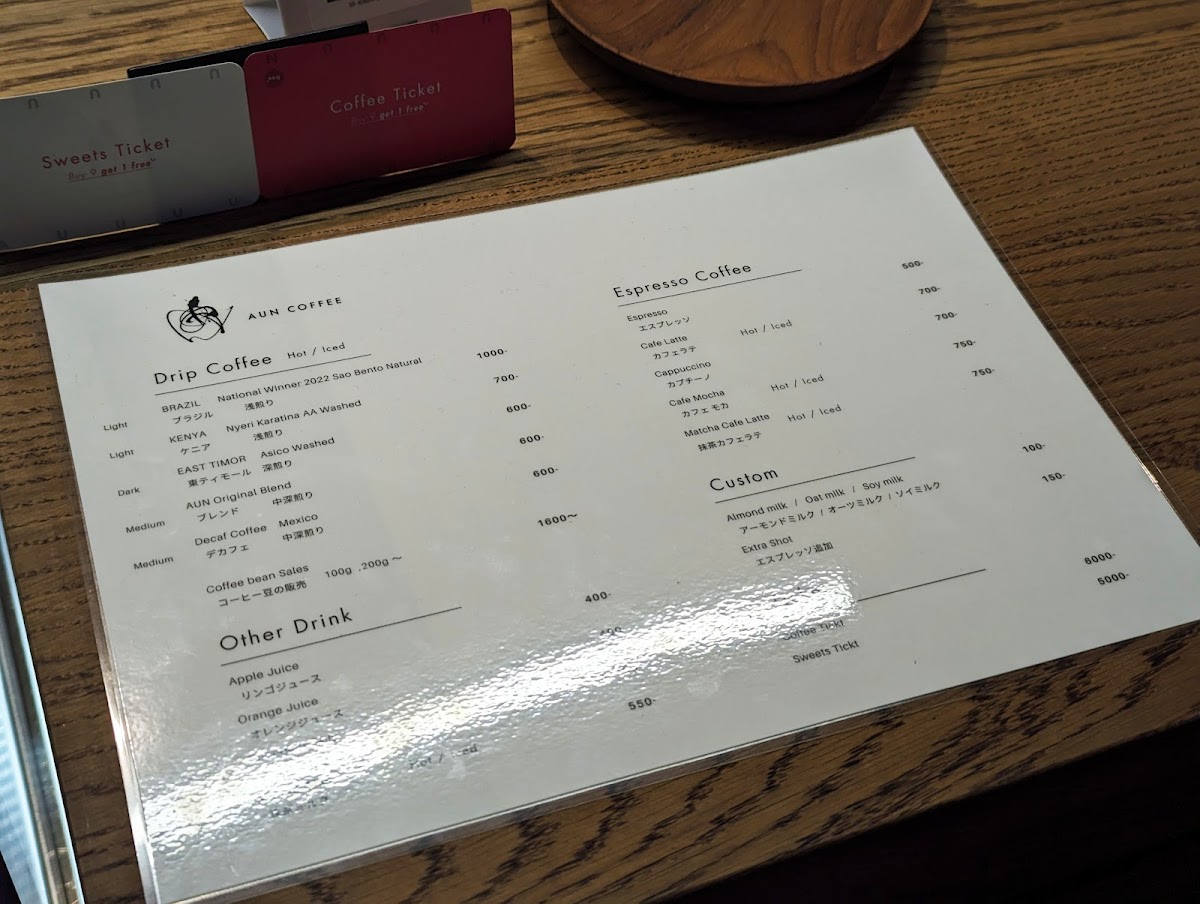 Sweets Ticket
Buy 9 get 1 free
Coffee Ticket
Buy 9 get 1 free
AUN COFFEE
Drip Coffee Hot / Iced
Light BRAZIL National Winner 2022 Sao Bento Natural 1000-
ブラジル 浅煎り
Light KENYA Nyeri Karatina AA Washed 700-
ケニア 浅煎り
Dark EAST TIMOR Asico Washed 600-
東ティモール 深煎り
Medium AUN Original Blend 600-
ブレンド 中深煎り
Medium Decaf Coffee Mexico 600-
デカフェ 中深煎り
Coffee bean Sales 100g ,200g～ 1600～
コーヒー豆の販売
Other Drink
Apple Juice 400-
リンゴジュース
Orange Juice
オレンジジュース
Hot / Iced 550-
Espresso Coffee
Espresso 500-
エスプレッソ
Cafe Latte Hot / Iced 700-
カフェラテ
Cappuccino 700-
カプチーノ
Cafe Mocha Hot / Iced 750-
カフェ モカ
Matcha Cafe Latte Hot / Iced 750-
抹茶カフェラテ
Custom
Almond milk / Oat milk / Soy milk 100-
アーモンドミルク / オーツミルク / ソイミルク
Extra Shot 150-
エスプレッソ追加
Coffee Tickt 6000-
Sweets Tickt 5000-